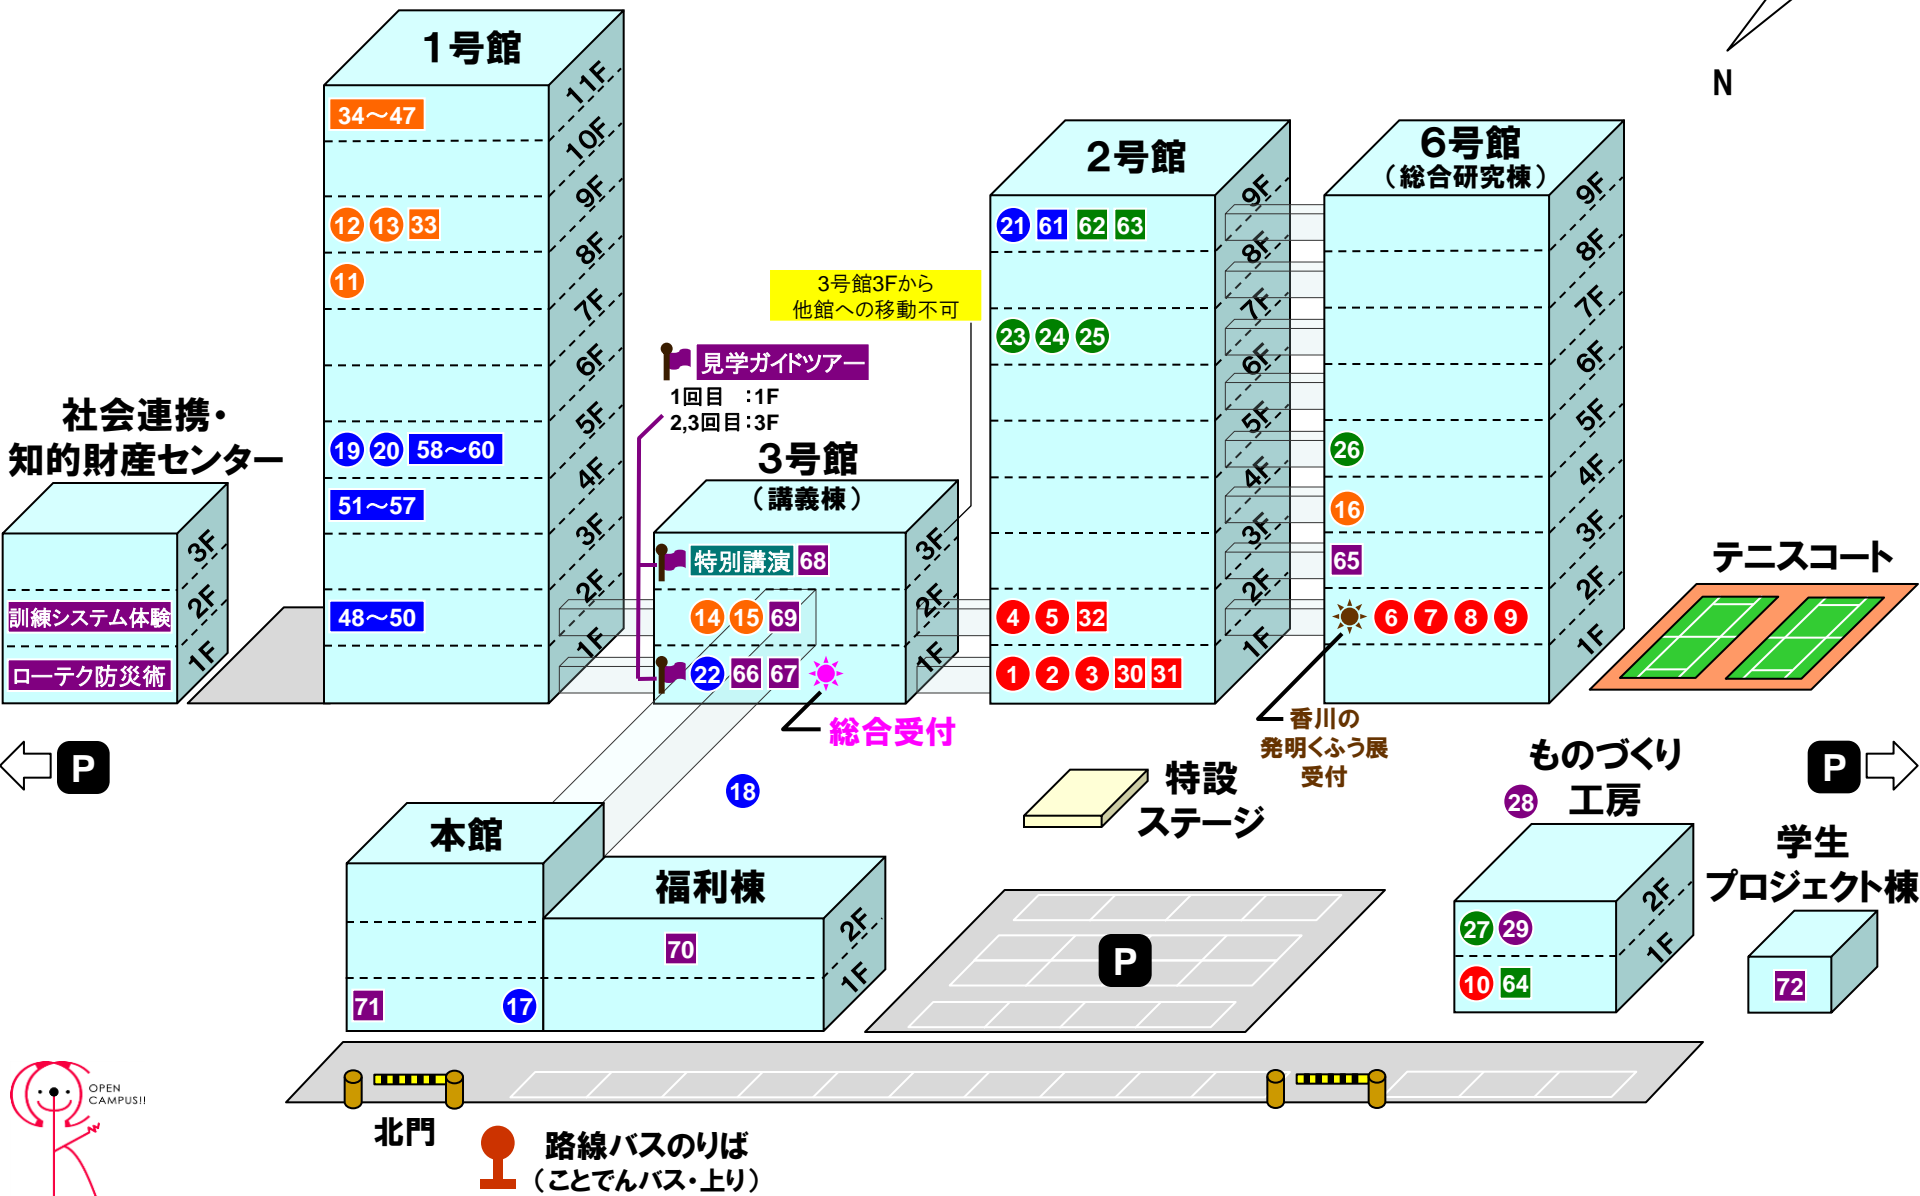 N
1号館
11F
10F
9F
8F
7F
6F
5F
4F
3F
2F
1F
34～47
12 13 33
11
19 20 58～60
51～57
48～50
社会連携・
知的財産センター
3F
2F
1F
訓練システム体験
ローテク防災術
P
見学ガイドツアー
1回目 ：1F
2,3回目：3F
3号館3Fから
他館への移動不可
3号館
（講義棟）
3F
2F
1F
特別講演 68
14 15 69
22 66 67
総合受付
18
2号館
9F
8F
7F
6F
5F
4F
3F
2F
1F
21 61 62 63
23 24 25
4 5 32
1 2 3 30 31
6号館
（総合研究棟）
9F
8F
7F
6F
5F
4F
3F
2F
1F
26
16
65
6 7 8 9
香川の
発明くふう展
受付
テニスコート
特設
ステージ
P
ものづくり
工房
28
2F
1F
27 29
10 64
学生
プロジェクト棟
72
本館
71 17
福利棟
2F
1F
70
P
北門
路線バスのりば
（ことでんバス・上り）
OPEN
CAMPUS!!